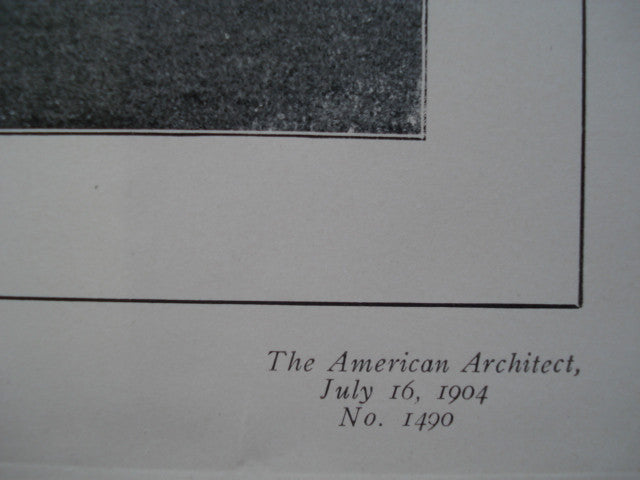 The American Architect,
July 16, 1904
No. 1490